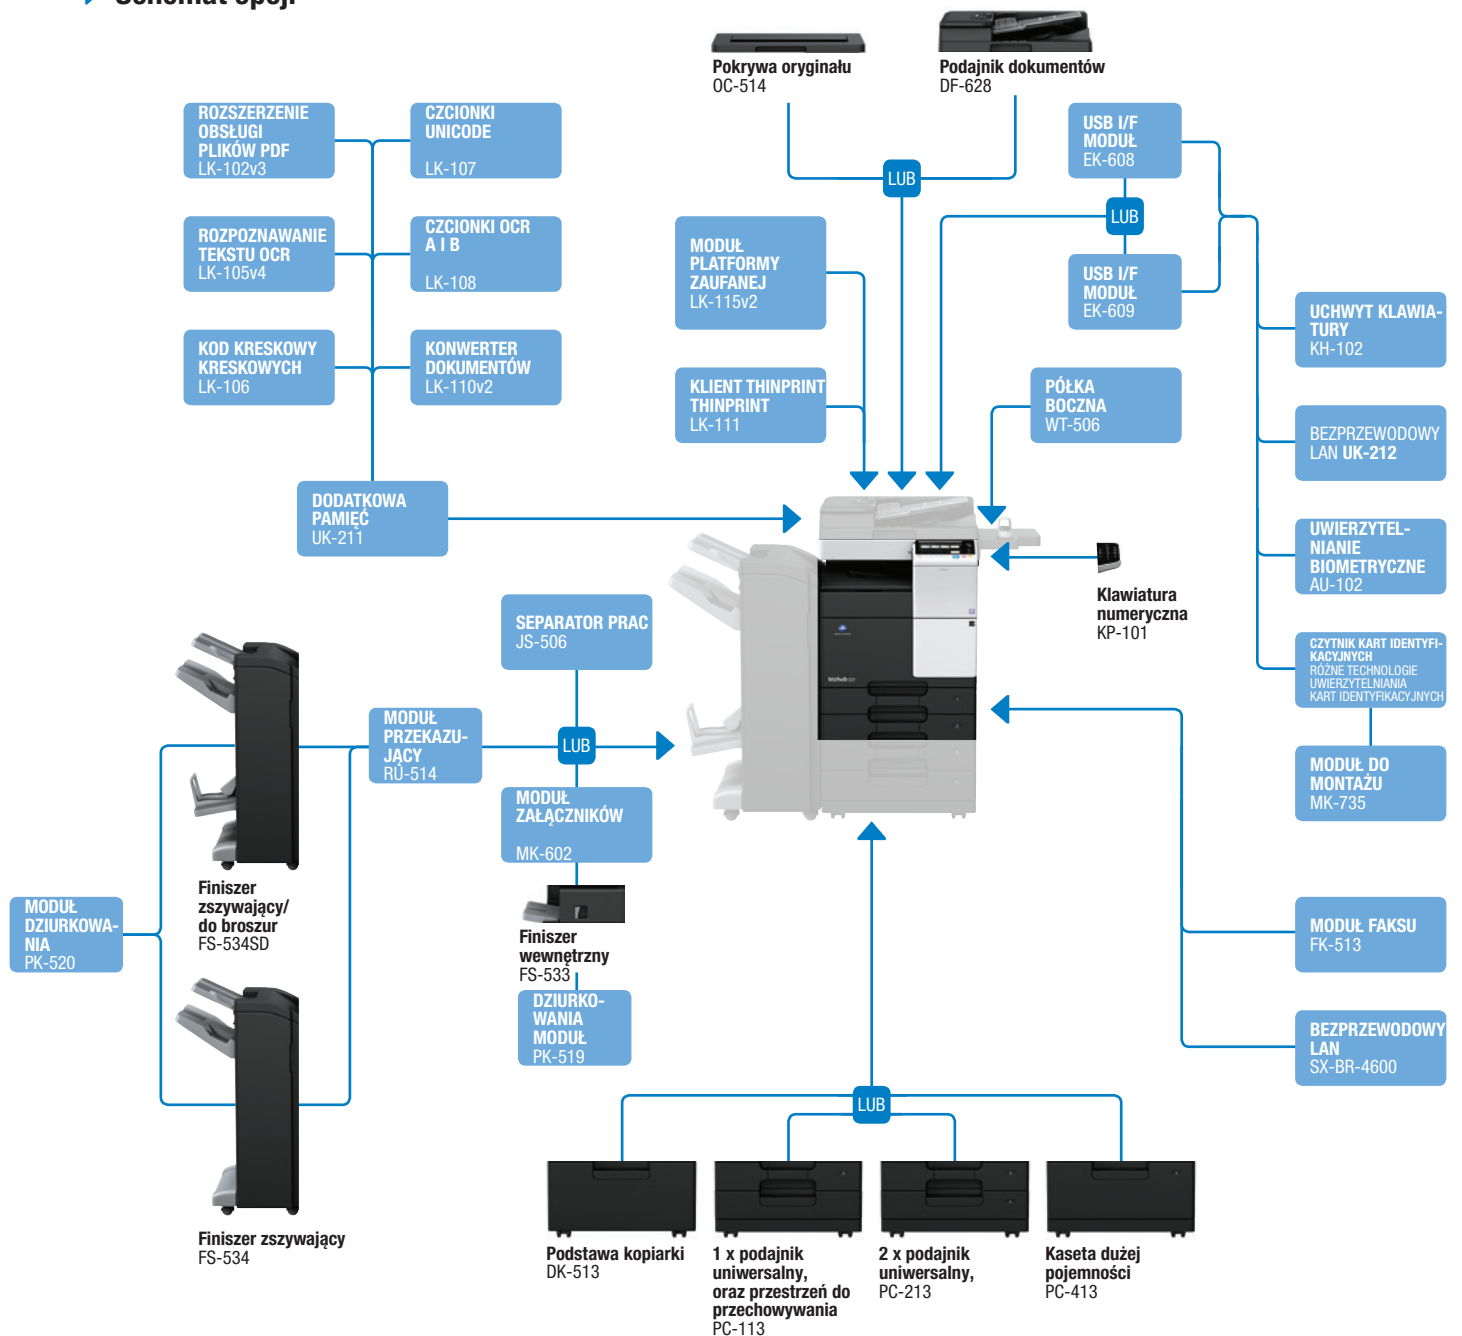 Schemat opcji
Pokrywa oryginału
OC-514
Podajnik dokumentów
DF-628
ROZSZERZENIE
OBSŁUGI
PLIKÓW PDF
LK-102v3
CZCIONKI
UNICODE
LK-107
USB I/F
MODUŁ
EK-608
LUB
LUB
ROZPOZNAWANIE
TEKSTU OCR
LK-105v4
CZCIONKI OCR
A I B
LK-108
MODUŁ
PLATFORMY
ZAUFANEJ
LK-115v2
USB I/F
MODUŁ
EK-609
UCHWYT KLAWIA-
TURY
KH-102
KOD KRESKOWY
KRESKOWYCH
LK-106
KONWERTER
DOKUMENTÓW
LK-110v2
KLIENT THINPRINT
THINPRINT
LK-111
PÓŁKA
BOCZNA
WT-506
BEZPRZEWODOWY
LAN UK-212
DODATKOWA
PAMIĘĆ
UK-211
UWIERZYTEL-
NIANIE
BIOMETRYCZNE
AU-102
Klawiatura
numeryczna
KP-101
SEPARATOR PRAC
JS-506
CZYTNIK KART IDENTYFI-
KACYJNYCH
RÓŻNE TECHNOLOGIE
UWIERZYTELNIANIA
KART IDENTYFIKACYJNYCH
bizhub
MODUŁ
PRZEKAZU-
JĄCY
RU-514
LUB
MODUŁ DO
MONTAŻU
MK-735
MODUŁ
ZAŁĄCZNIKÓW
MK-602
Finiszer
zszywający/
do broszur
FS-534SD
MODUŁ
DZIURKOWA-
NIA
PK-520
Finiszer
wewnętrzny
FS-533
MODUŁ FAKSU
FK-513
DZIURKO-
WANIA
MODUŁ
PK-519
BEZPRZEWODOWY
LAN
SX-BR-4600
LUB
Finiszer zszywający
FS-534
Podstawa kopiarki
DK-513
1 x podajnik
uniwersalny,
oraz przestrzeń do
przechowywania
PC-113
2 x podajnik
uniwersalny,
PC-213
Kaseta dużej
pojemności
PC-413